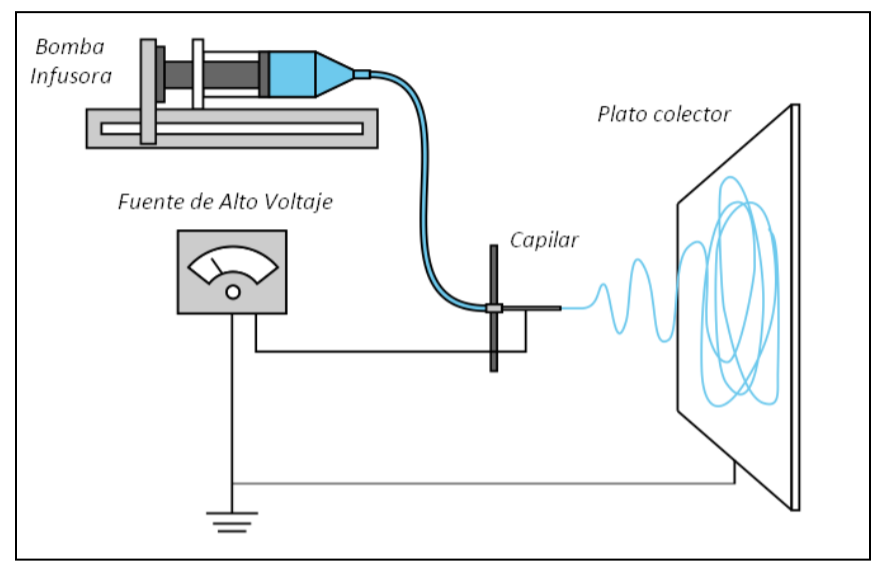 Bomba
Infusora
Plato colector
Fuente de Alto Voltaje
Capilar